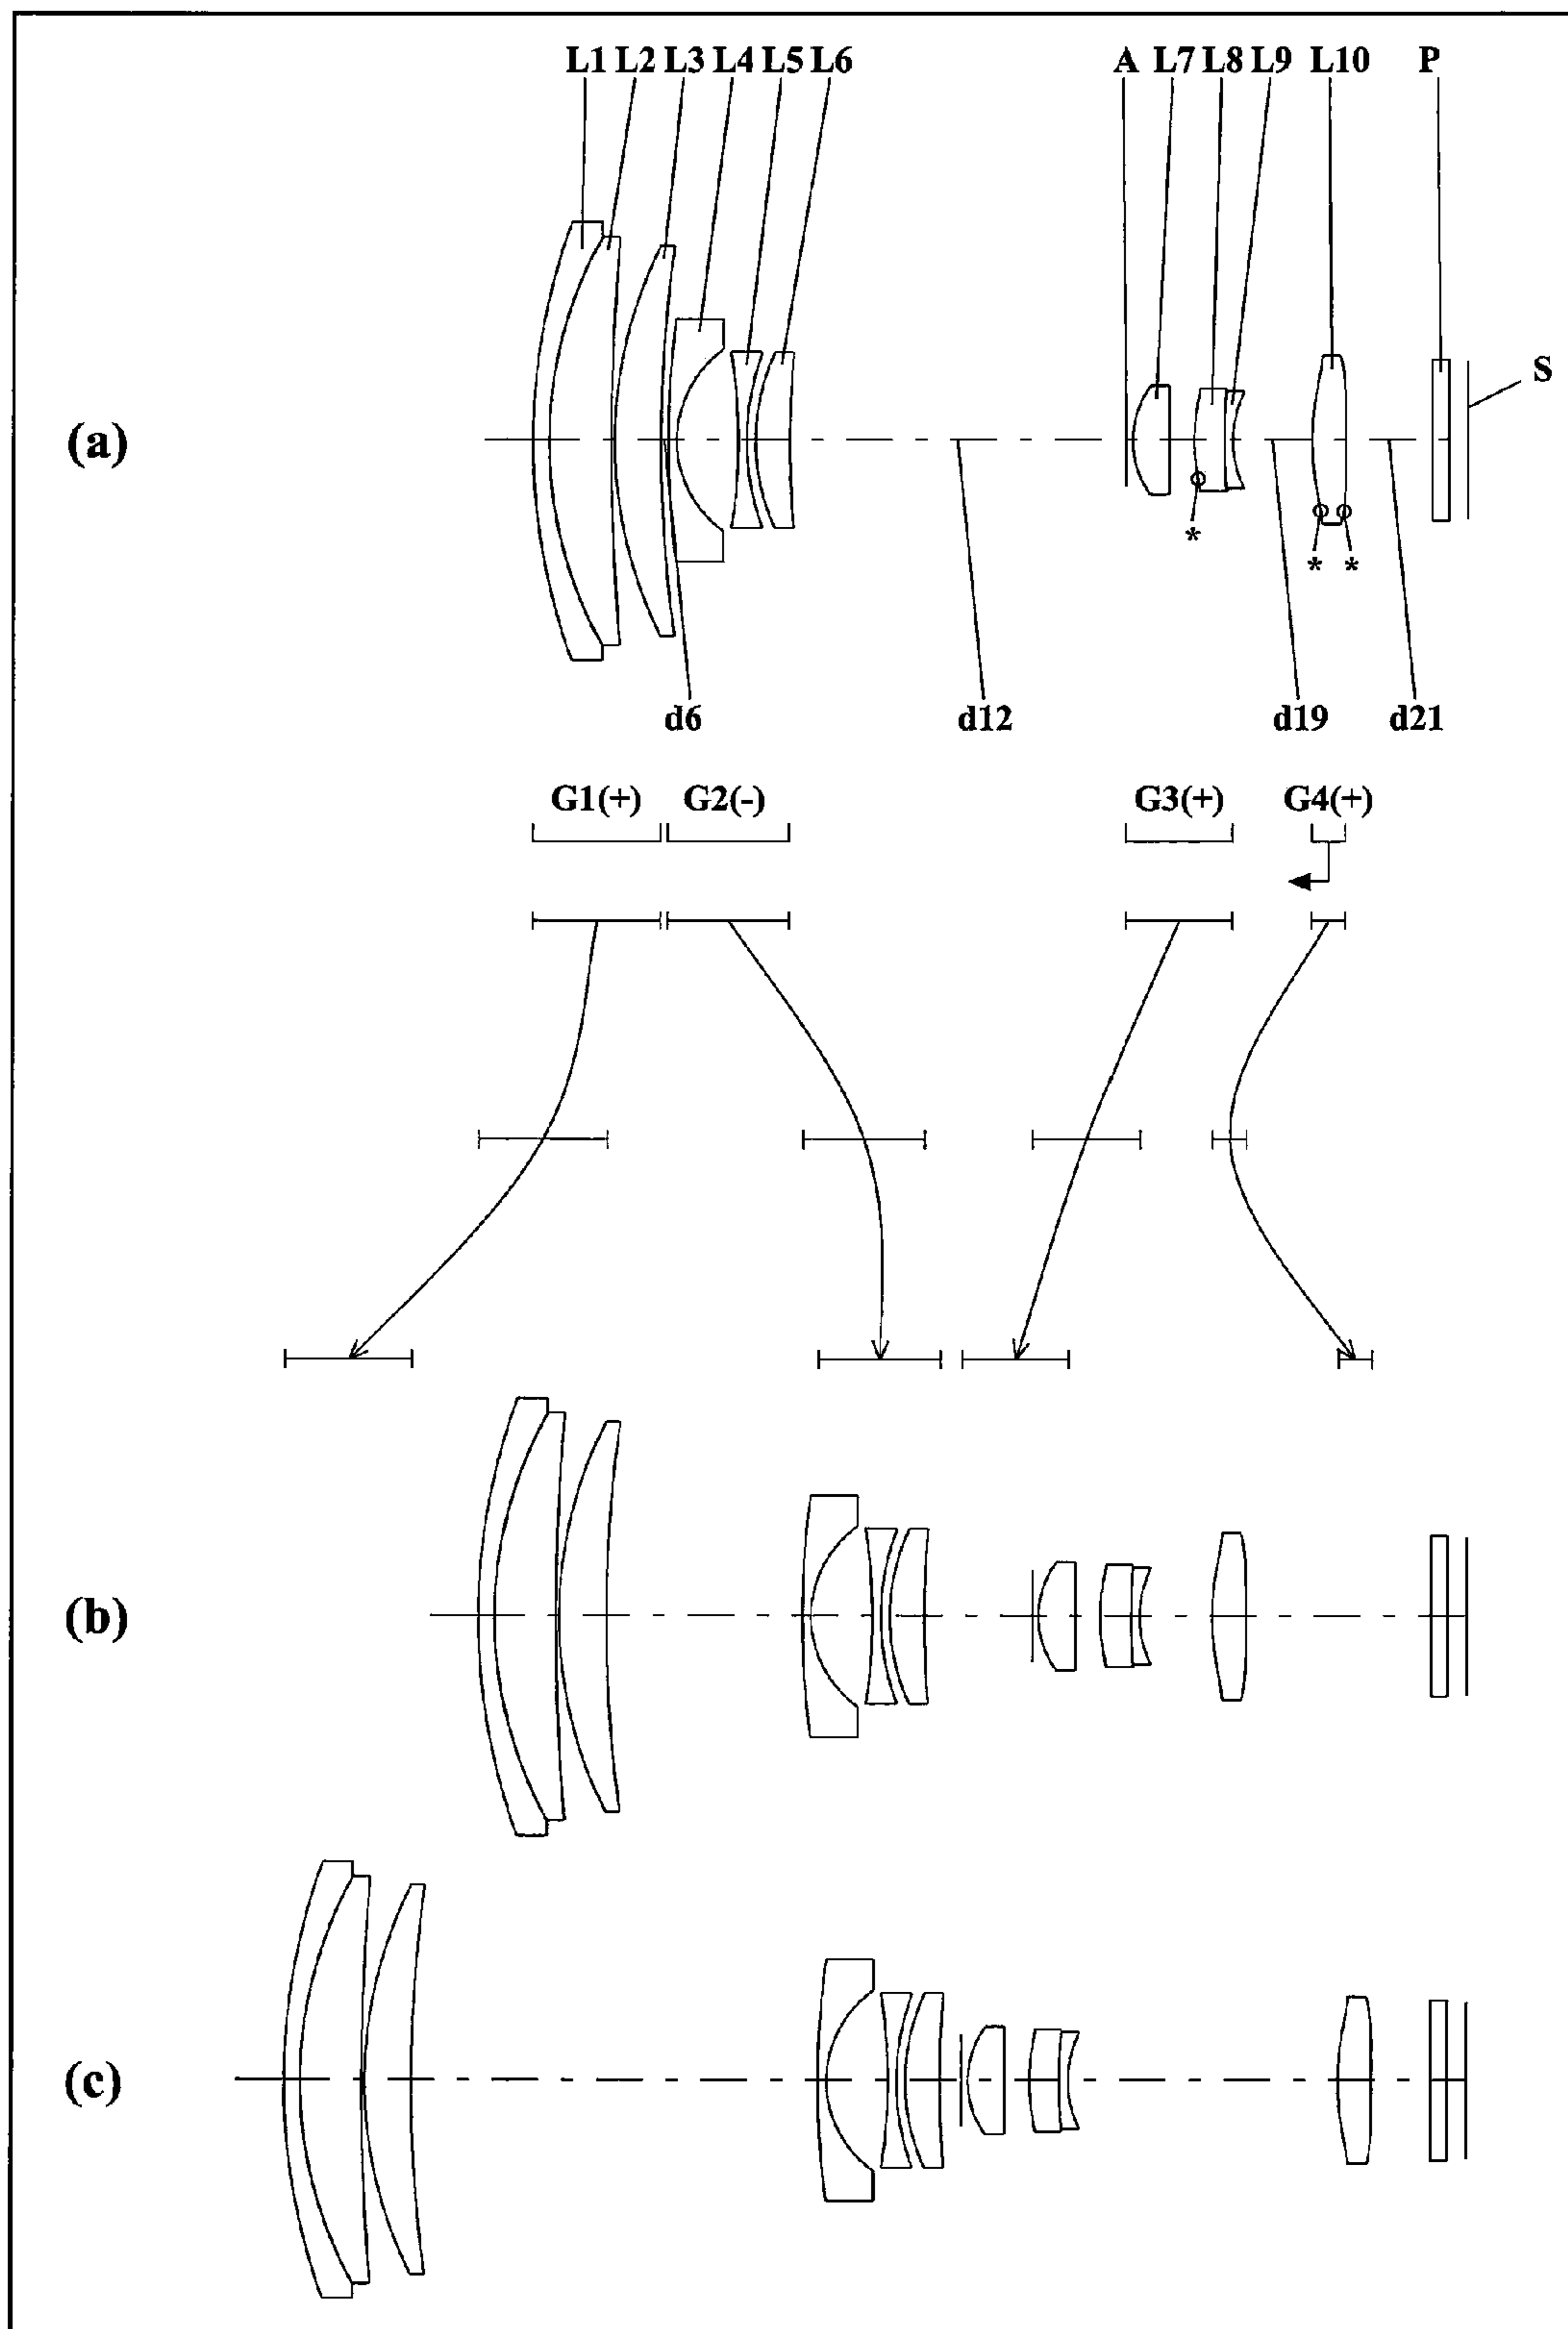 L1 L2 L3 L4 L5 L6 A L7 L8 L9 L10 P
S
(a)
*
* *
d6 d12 d19 d21
G1(+) G2(-) G3(+) G4(+)
(b)
(c)